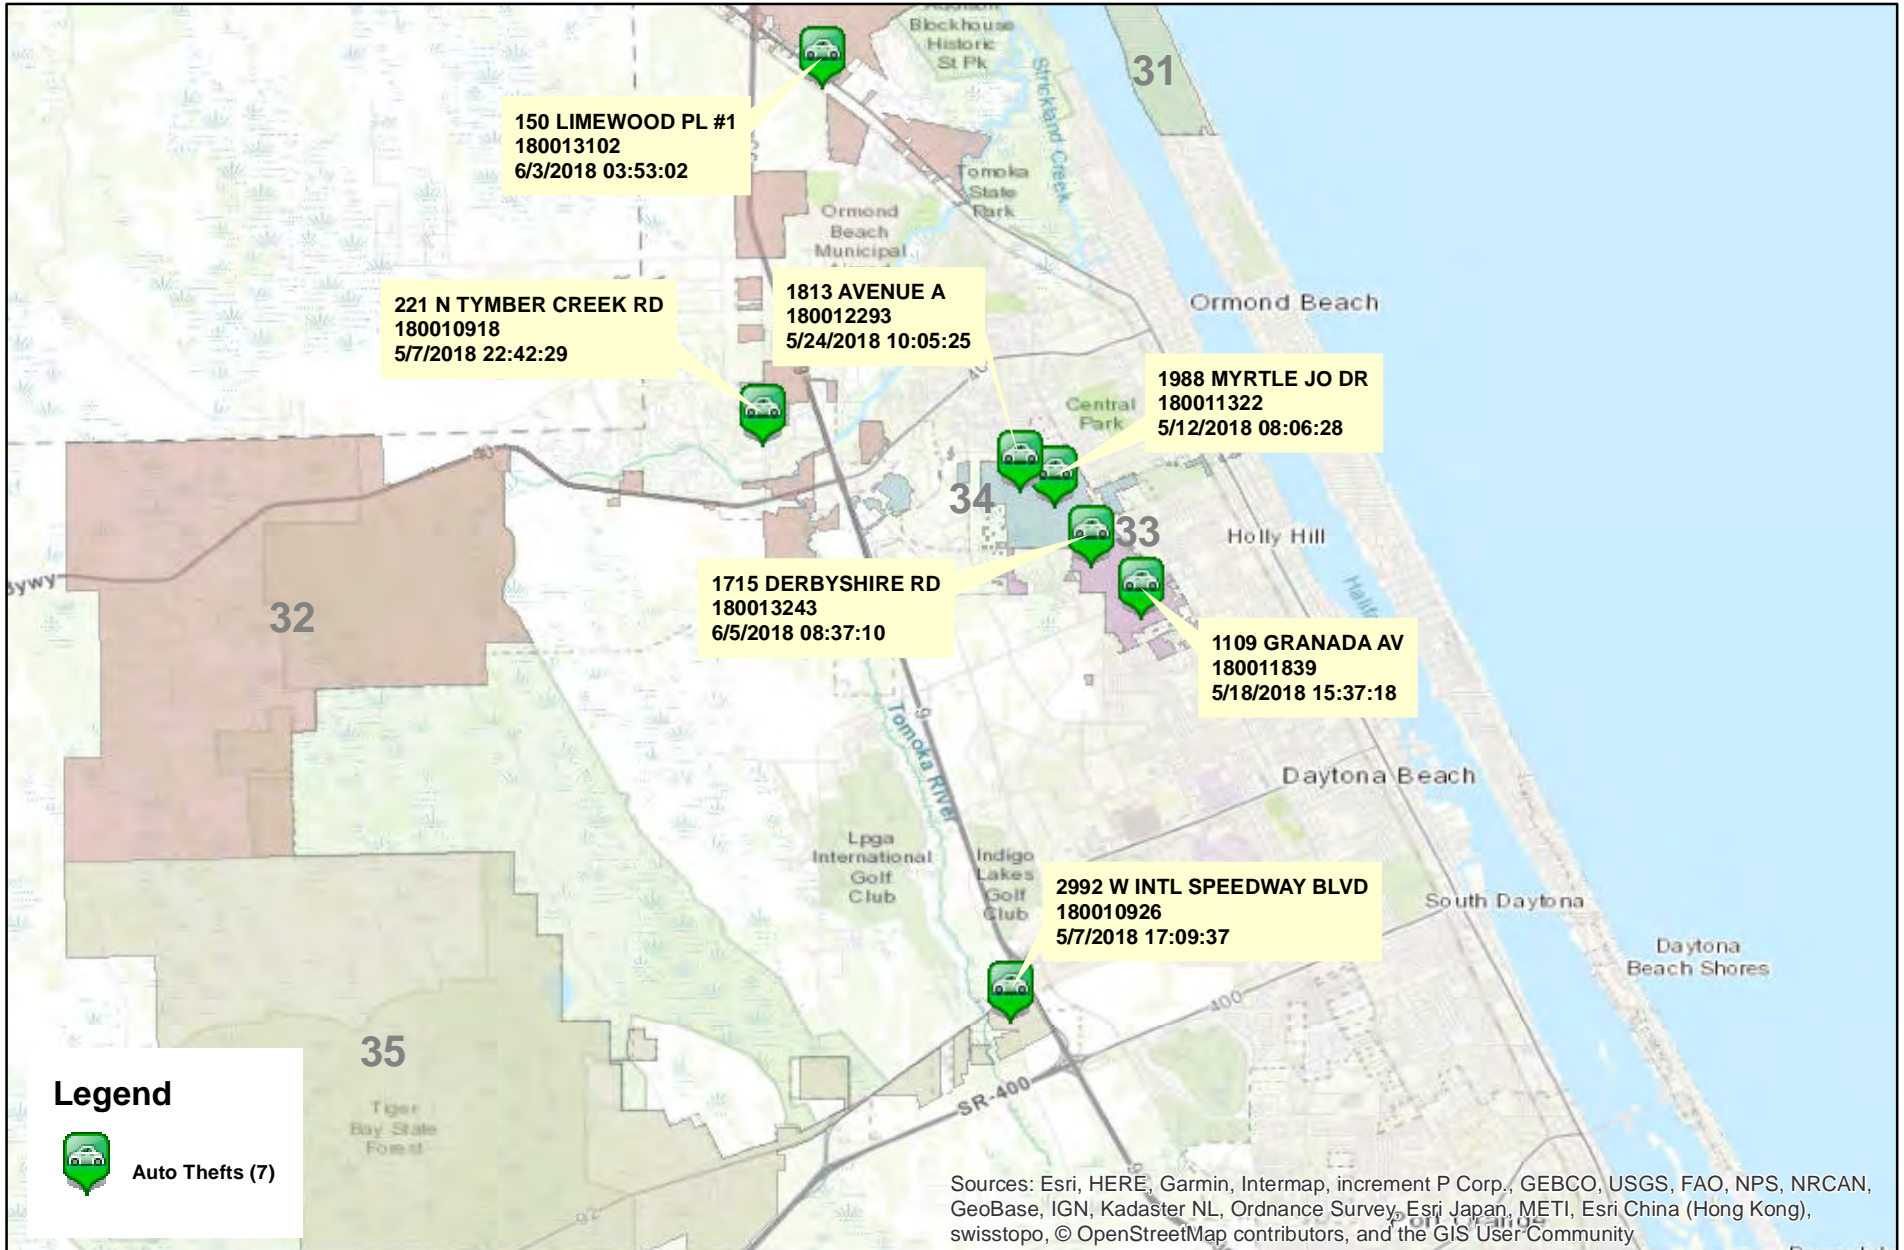 Blockhouse
Historic
St Pk
Strickland Creek
31
150 LIMEWOOD PL #1
180013102
6/3/2018 03:53:02
Tomoka
State
Park
Ormond
Beach
Municipal
221 N TYMBER CREEK RD
180010918
5/7/2018 22:42:29
1813 AVENUE A
180012293
5/24/2018 10:05:25
Ormond Beach
40
1988 MYRTLE JO DR
180011322
5/12/2018 08:06:28
Central
Park
40
34
33
Holly Hill
1715 DERBYSHIRE RD
180013243
6/5/2018 08:37:10
32
1109 GRANADA AV
180011839
5/18/2018 15:37:18
9
Tomoka River
Daytona Beach
Lpga
International
Golf
Club
Indigo
Lakes
Golf
Club
2992 W INTL SPEEDWAY BLVD
180010926
5/7/2018 17:09:37
South Daytona
Daytona
Beach Shores
400
35
SR-400
Tiger
Bay State
Forest
Legend
Auto Thefts (7)
92
9
Port Orange
Sources: Esri, HERE, Garmin, Intermap, increment P Corp., GEBCO, USGS, FAO, NPS, NRCAN,
GeoBase, IGN, Kadaster NL, Ordnance Survey, Esri Japan, METI, Esri China (Hong Kong),
swisstopo, © OpenStreetMap contributors, and the GIS User Community